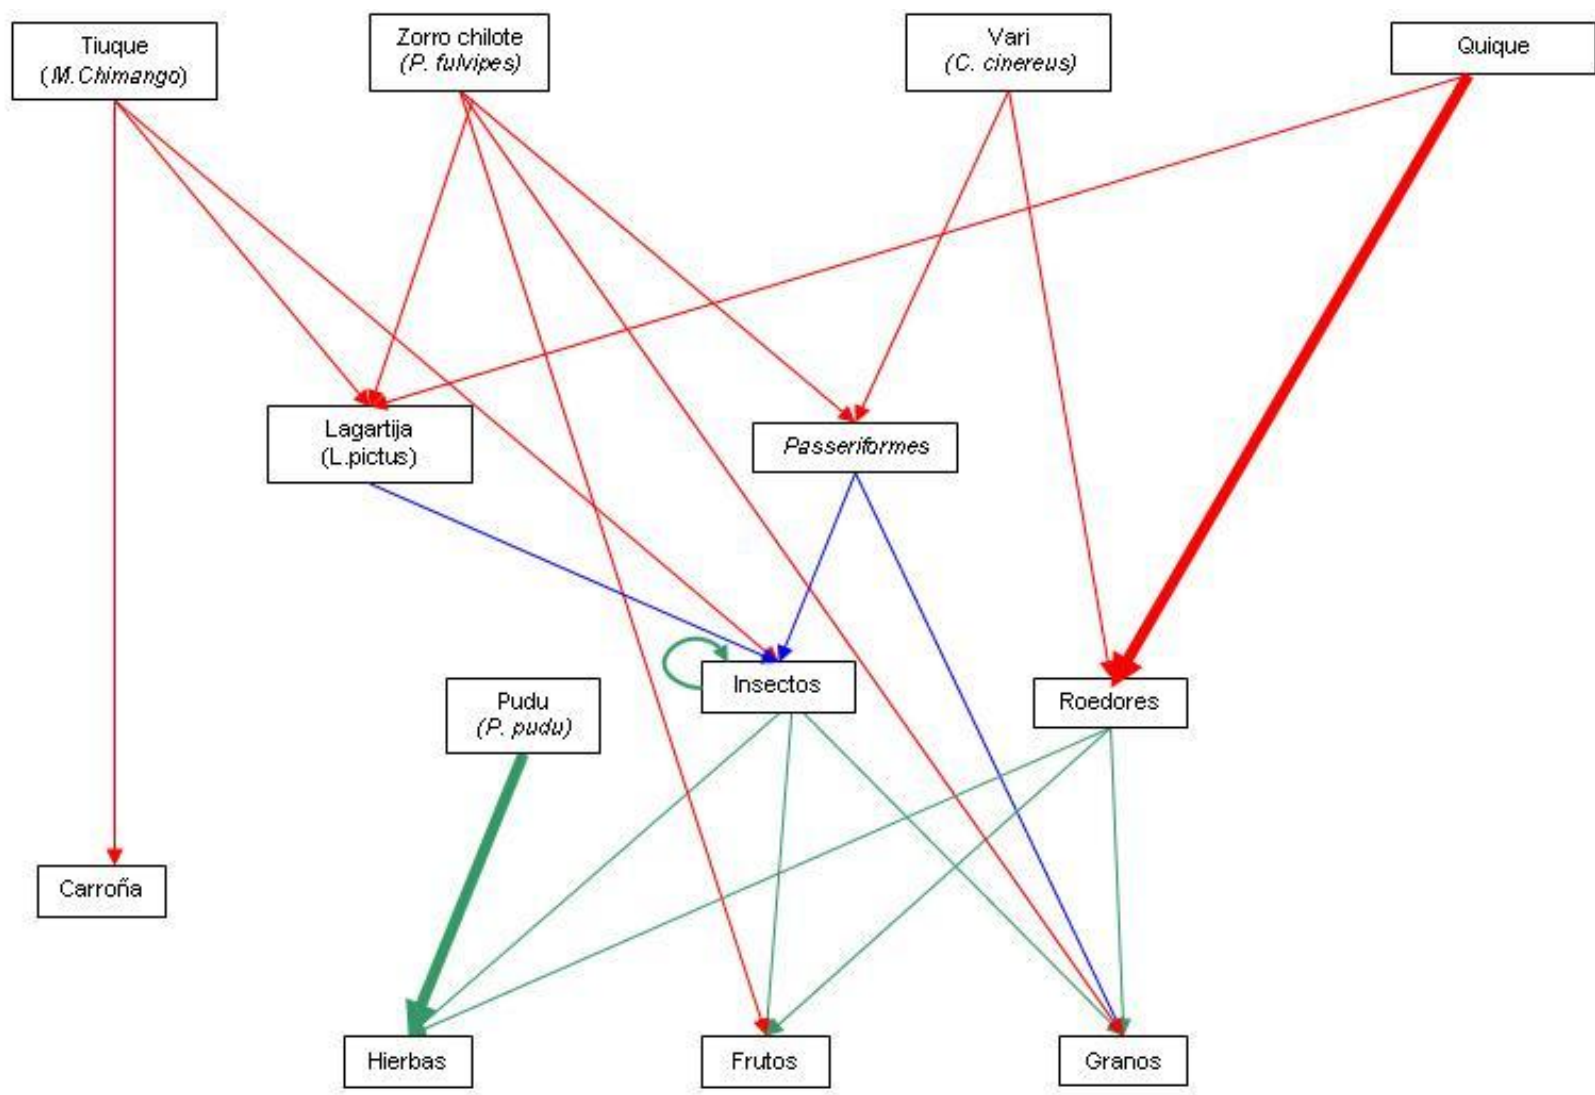 Tiuque
(M.Chimango)
Zorro chilote
(P. fulvipes)
Vari
(C. cinereus)
Quique
Lagartija
(L.pictus)
Passeriformes
Insectos
Roedores
Pudu
(P. pudu)
Carroña
Hierbas
Frutos
Granos